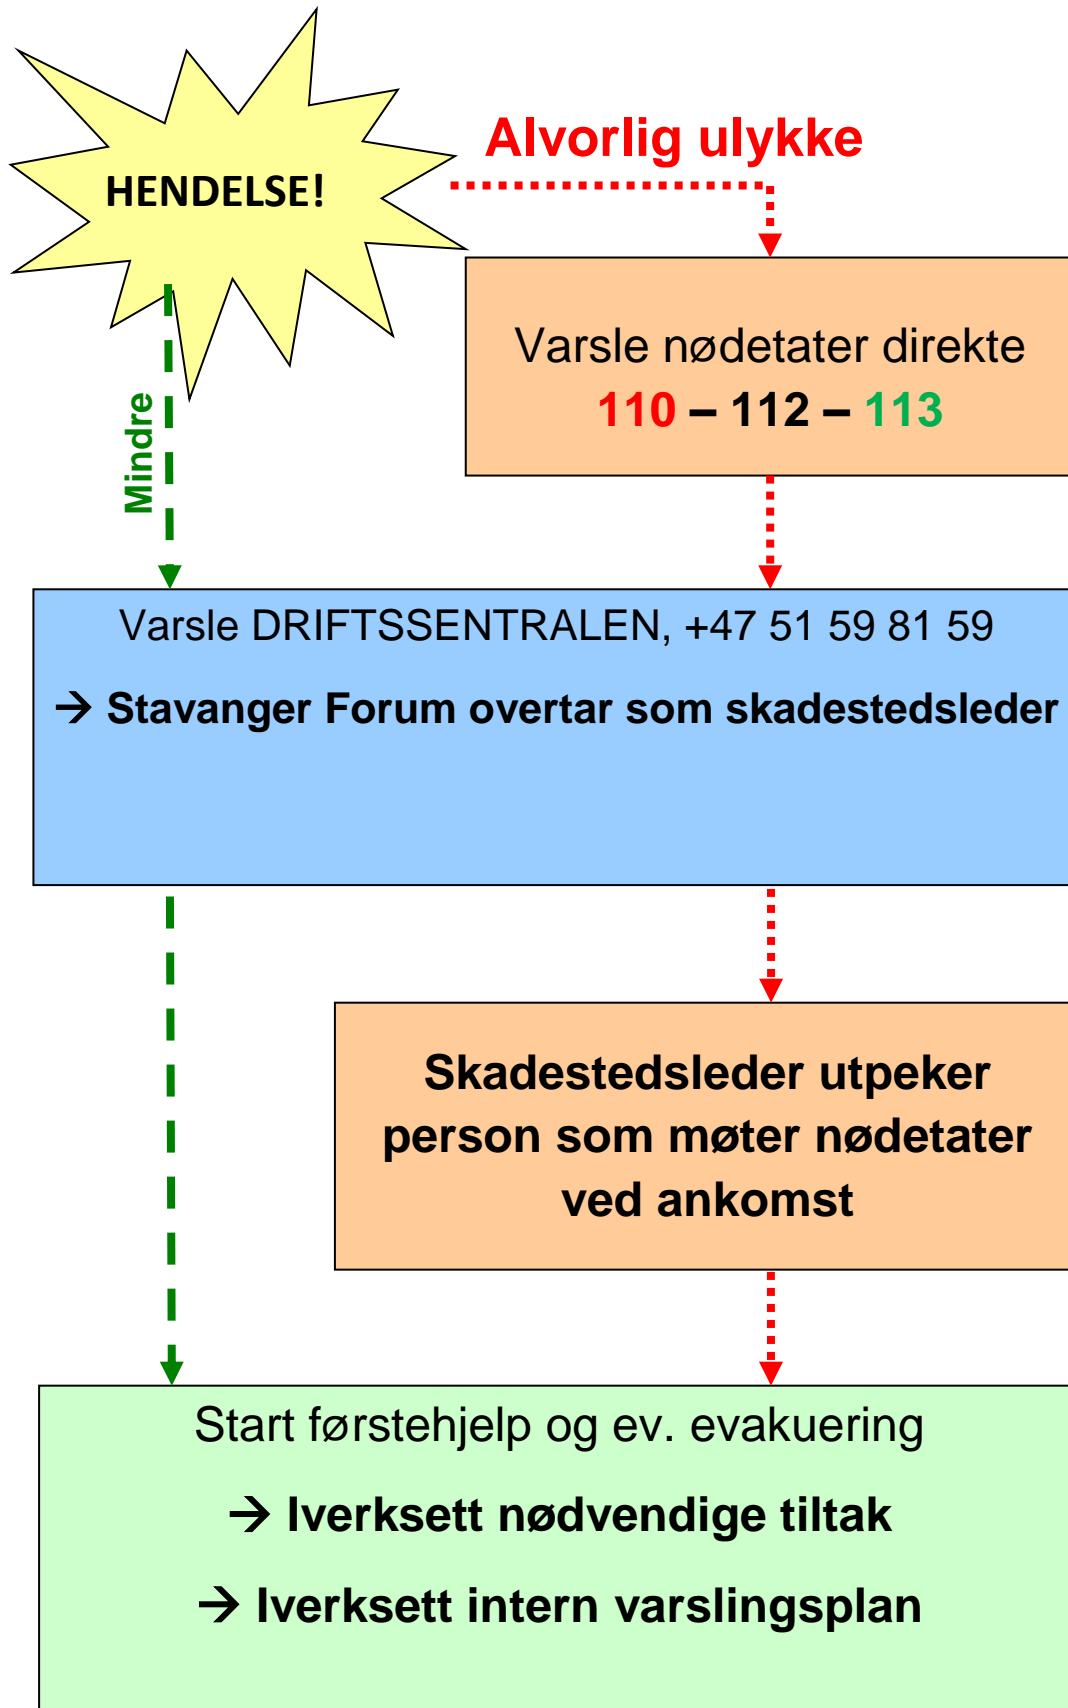 Alvorlig ulykke
HENDELSE!
Varsle nødetater direkte
110 – 112 – 113
Mindre
Varsle DRIFTSSENTRALEN, +47 51 59 81 59
→ Stavanger Forum overtar som skadestedsleder
Skadestedsleder utpeker
person som møter nødetater
ved ankomst
Start førstehjelp og ev. evakuering
→ Iverksett nødvendige tiltak
→ Iverksett intern varslingsplan